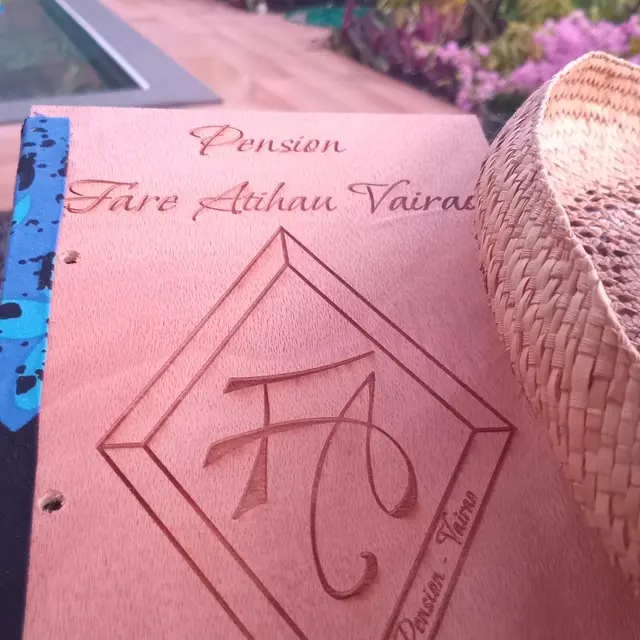 Pension
Fare Atihau Vairao
FA
Pension - Vairao